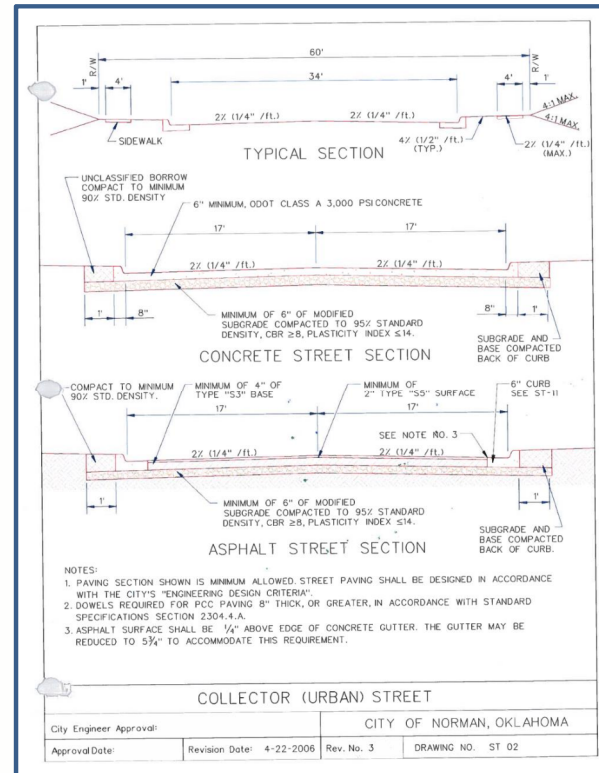 60'
R/W
R/W
1'
4'
34'
4'
1'
2% (1/4" /ft.)
2% (1/4" /ft.)
4:1 MAX.
4:1 MAX.
SIDEWALK
4% (1/2" /ft.)
(TYP.)
2% (1/4" /ft.)
(MAX.)
TYPICAL SECTION
UNCLASSIFIED BORROW
COMPACT TO MINIMUM
90% STD. DENSITY
6" MINIMUM, ODOT CLASS A 3,000 PSI CONCRETE
17'
17'
2% (1/4" /ft.)
2% (1/4" /ft.)
1'
8"
8"
1'
MINIMUM OF 6" OF MODIFIED
SUBGRADE COMPACTED TO 95% STANDARD
DENSITY, CBR ≥8, PLASTICITY INDEX ≤14.
SUBGRADE AND
BASE COMPACTED
BACK OF CURB
CONCRETE STREET SECTION
COMPACT TO MINIMUM
90% STD. DENSITY.
MINIMUM OF 4" OF
TYPE "S3" BASE
MINIMUM OF
2" TYPE "S5" SURFACE
6" CURB
SEE ST-11
17'
17'
SEE NOTE NO. 3
2% (1/4" /ft.)
2% (1/4" /ft.)
1'
1'
MINIMUM OF 6" OF MODIFIED
SUBGRADE COMPACTED TO 95% STANDARD
DENSITY, CBR ≥8, PLASTICITY INDEX ≤14.
SUBGRADE AND
BASE COMPACTED
BACK OF CURB.
ASPHALT STREET SECTION
NOTES:
1. PAVING SECTION SHOWN IS MINIMUM ALLOWED. STREET PAVING SHALL BE DESIGNED IN ACCORDANCE
WITH THE CITY'S "ENGINEERING DESIGN CRITERIA".
2. DOWELS REQUIRED FOR PCC PAVING 8" THICK, OR GREATER, IN ACCORDANCE WITH STANDARD
SPECIFICATIONS SECTION 2304.4.A.
3. ASPHALT SURFACE SHALL BE 1/4" ABOVE EDGE OF CONCRETE GUTTER. THE GUTTER MAY BE
REDUCED TO 5 3/4" TO ACCOMMODATE THIS REQUIREMENT.
COLLECTOR (URBAN) STREET
City Engineer Approval:
CITY OF NORMAN, OKLAHOMA
Approval Date:
Revision Date: 4-22-2006
Rev. No. 3
DRAWING NO. ST 02